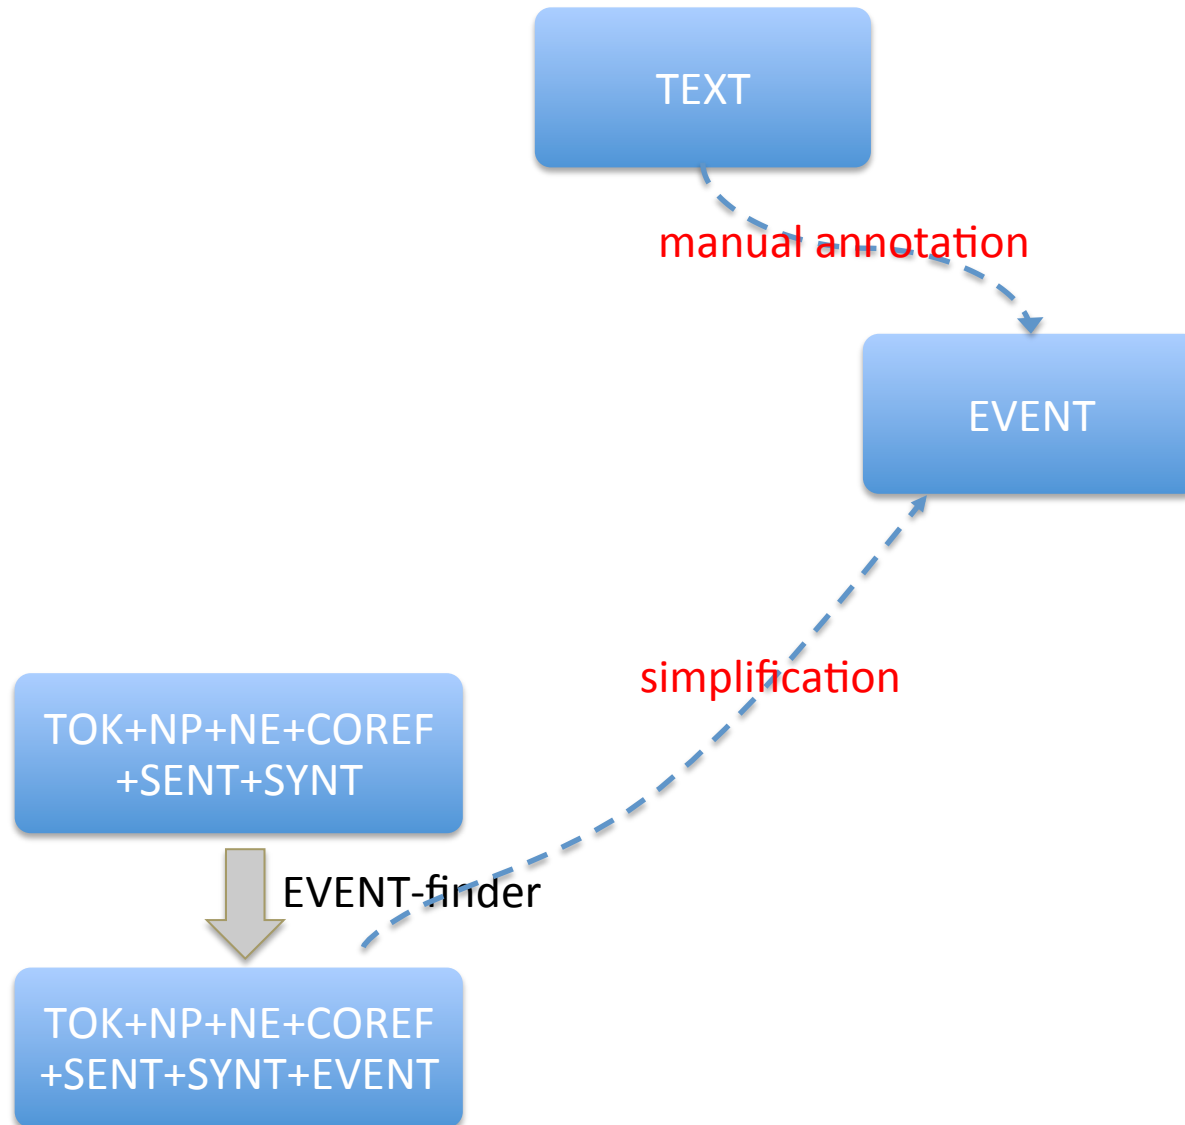 TEXT
manual annotation
EVENT
simplification
TOK+NP+NE+COREF
+SENT+SYNT
EVENT-finder
TOK+NP+NE+COREF
+SENT+SYNT+EVENT